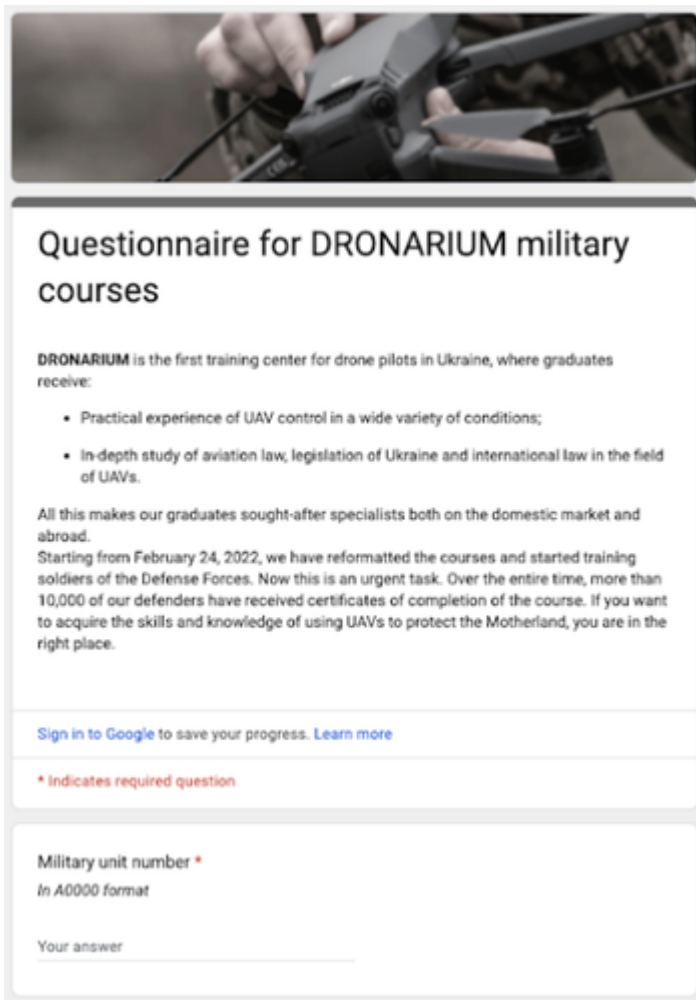 Questionnaire for DRONARIUM military
courses
DRONARIUM is the first training center for drone pilots in Ukraine, where graduates
receive:
• Practical experience of UAV control in a wide variety of conditions;
• In-depth study of aviation law, legislation of Ukraine and international law in the field
of UAVs.
All this makes our graduates sought-after specialists both on the domestic market and
abroad.
Starting from February 24, 2022, we have reformatted the courses and started training
soldiers of the Defense Forces. Now this is an urgent task. Over the entire time, more than
10,000 of our defenders have received certificates of completion of the course. If you want
to acquire the skills and knowledge of using UAVs to protect the Motherland, you are in the
right place.
Sign in to Google to save your progress. Learn more
* Indicates required question
Military unit number *
In A0000 format
Your answer